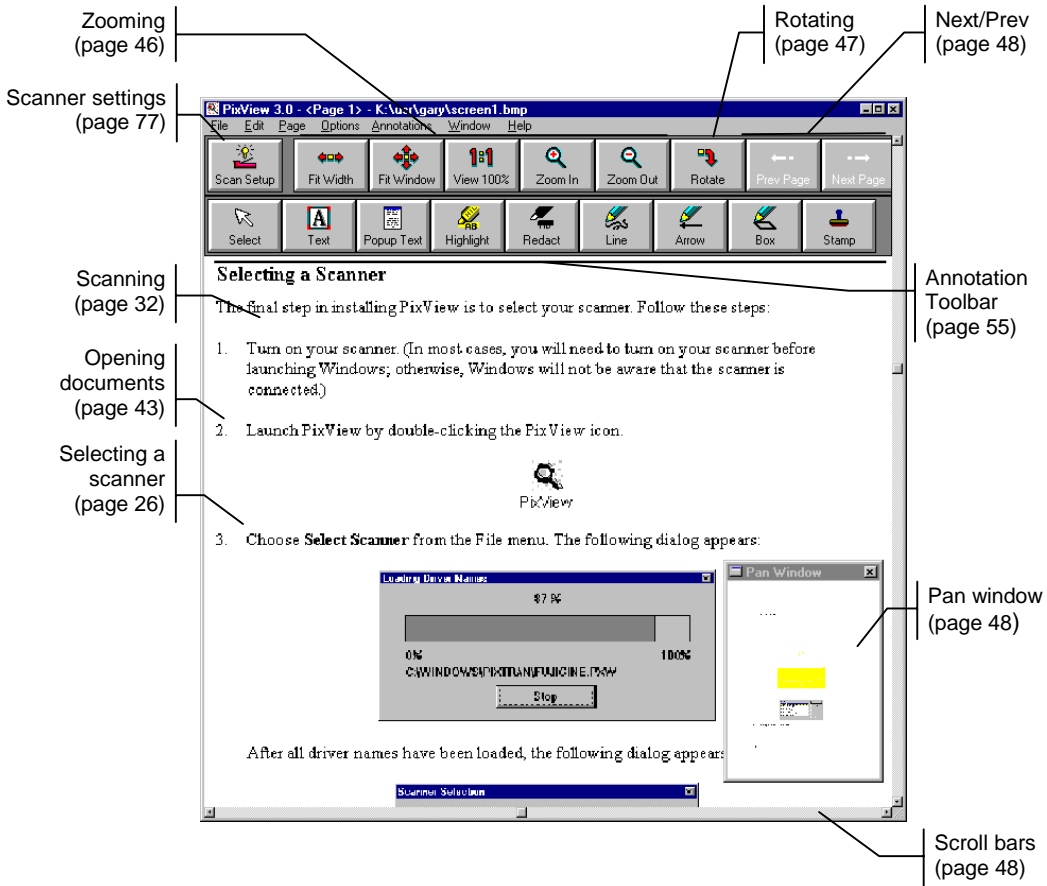 Zooming
(page 46)
Rotating
(page 47)
Next/Prev
(page 48)
Scanner settings
(page 77)
PixView 3.0 - <Page 1> - K:\usr\gary\screen1.bmp
File Edit Page Options Annotations Window Help
Scan Setup Fit Width Fit Window 1:1 View 100% Zoom In Zoom Out Rotate Prev Page Next Page
Select A Text Popup Text AB Highlight Redact Line Arrow Box Stamp
Scanning
(page 32)
Opening
documents
(page 43)
Selecting a
scanner
(page 26)
Annotation
Toolbar
(page 55)
Selecting a Scanner
The final step in installing PixView is to select your scanner. Follow these steps:
1. Turn on your scanner. (In most cases, you will need to turn on your scanner before
launching Windows; otherwise, Windows will not be aware that the scanner is
connected.)
2. Launch PixView by double-clicking the PixView icon.
PixView
3. Choose Select Scanner from the File menu. The following dialog appears:
Loading Driver Names
87 %
0% 100%
C:\WINDOWS\PIXTRAN\FUJICINE.PXW
Stop
Pan Window
Pan window
(page 48)
After all driver names have been loaded, the following dialog appears
Scanner Selection
Scroll bars
(page 48)